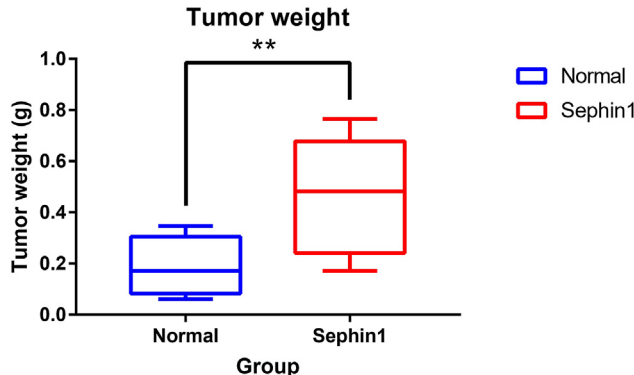 Tumor weight
**
Tumor weight (g)
1.0
0.8
0.6
0.4
0.2
0.0
Normal
Sephin1
Group
Normal
Sephin1